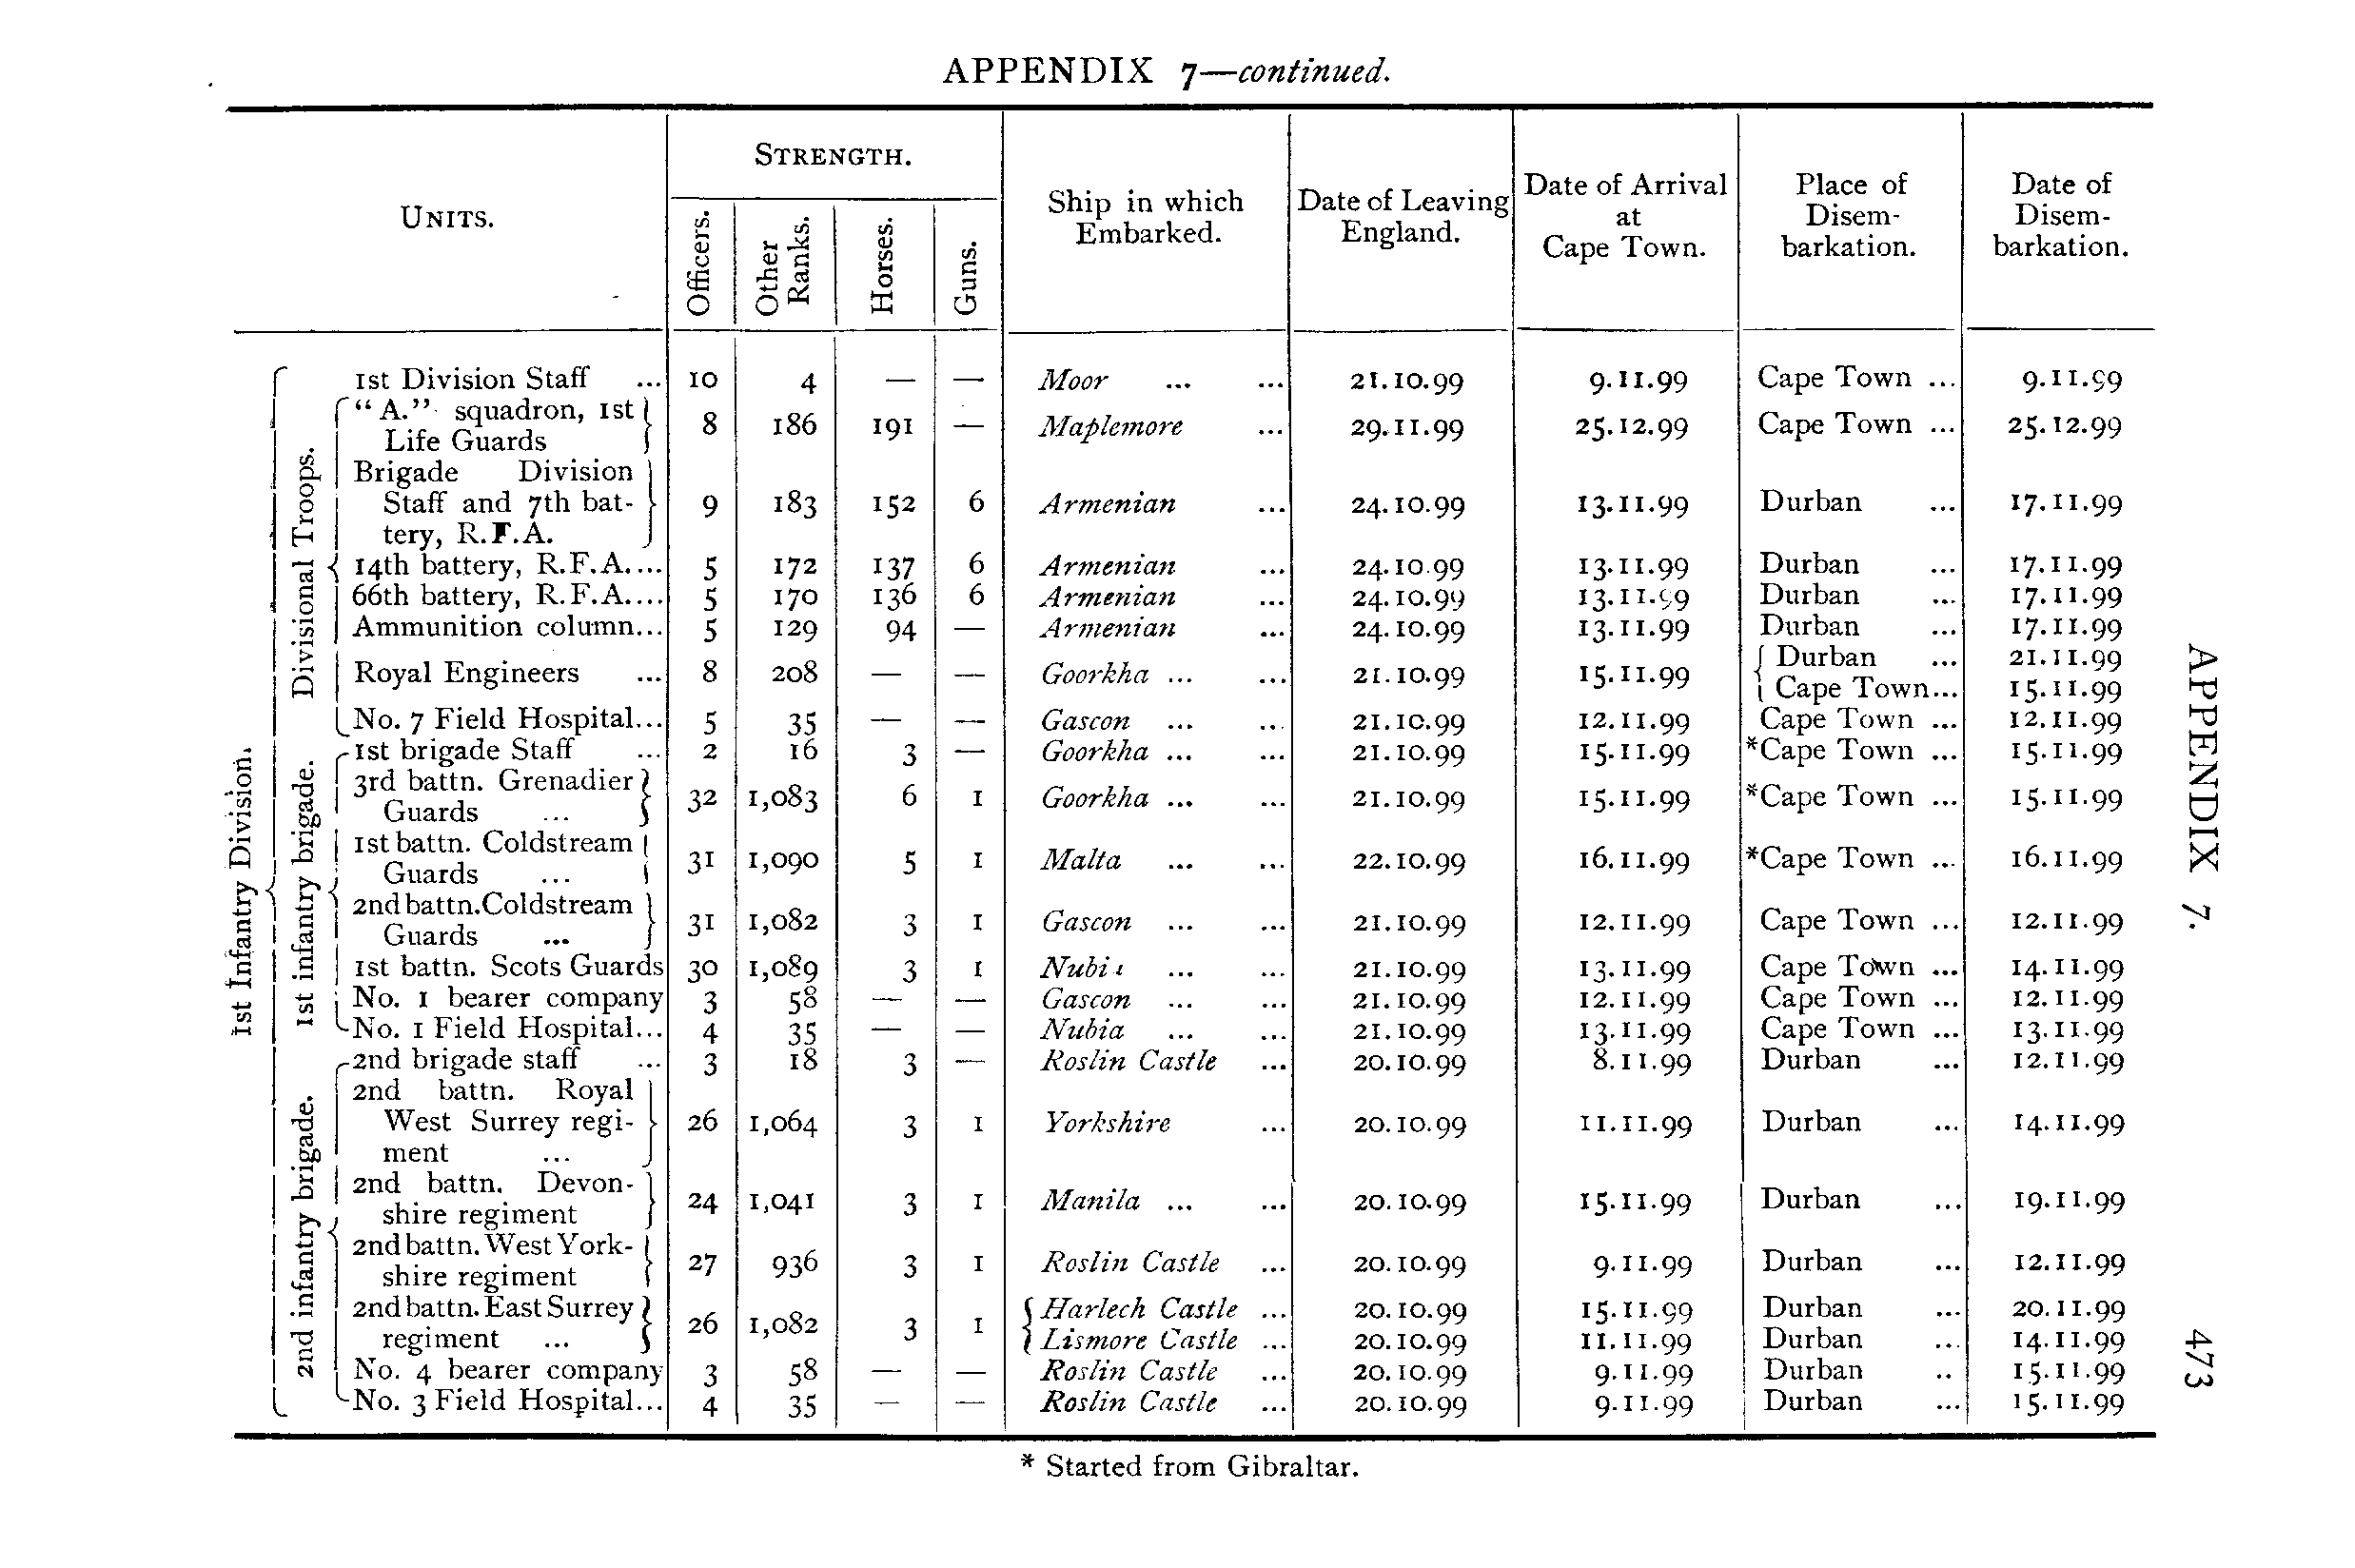 APPENDIX 7—continued.
UNITS. STRENGTH. Ship in which Embarked. Date of Leaving England. Date of Arrival at Cape Town. Place of Disem-barkation. Date of Disem-barkation.
Officers. Other Ranks. Horses. Guns.
1st Infantry Division.
1st Division Staff ... 10 4 — — Moor ... ... 21.10.99 9.11.99 Cape Town ... 9.11.99
Divisional Troops.
"A." squadron, 1st
Life Guards 8 186 191 — Maplemore ... 29.11.99 25.12.99 Cape Town ... 25.12.99
Brigade Division
Staff and 7th bat- 9 183 152 6 Armenian ... 24.10.99 13.11.99 Durban ... 17.11.99
tery, R.F.A.
14th battery, R.F.A.... 5 172 137 6 Armenian ... 24.10.99 13.11.99 Durban ... 17.11.99
66th battery, R.F.A.... 5 170 136 6 Armenian ... 24.10.99 13.11.99 Durban ... 17.11.99
Ammunition column... 5 129 94 — Armenian ... 24.10.99 13.11.99 Durban ... 17.11.99
Royal Engineers ... 8 208 — — Goorkha ... ... 21.10.99 15.11.99 Durban ... 21.11.99
Cape Town... 15.11.99
No. 7 Field Hospital... 5 35 — — Gascon ... ... 21.10.99 12.11.99 Cape Town ... 12.11.99
1st infantry brigade.
1st brigade Staff ... 2 16 3 — Goorkha ... ... 21.10.99 15.11.99 *Cape Town ... 15.11.99
3rd battn. Grenadier
Guards ... 32 1,083 6 1 Goorkha ... ... 21.10.99 15.11.99 *Cape Town ... 15.11.99
1st battn. Coldstream
Guards ... 31 1,090 5 1 Malta ... ... 22.10.99 16.11.99 *Cape Town ... 16.11.99
2nd battn. Coldstream
Guards ... 31 1,082 3 1 Gascon ... ... 21.10.99 12.11.99 Cape Town ... 12.11.99
1st battn. Scots Guards 30 1,089 3 1 Nubia ... ... 21.10.99 13.11.99 Cape Town ... 14.11.99
No. 1 bearer company 3 58 — — Gascon ... ... 21.10.99 12.11.99 Cape Town ... 12.11.99
No. 1 Field Hospital... 4 35 — — Nubia ... ... 21.10.99 13.11.99 Cape Town ... 13.11.99
2nd infantry brigade.
2nd brigade staff ... 3 18 3 — Roslin Castle ... 20.10.99 8.11.99 Durban ... 12.11.99
2nd battn. Royal
West Surrey regi- 26 1,064 3 1 Yorkshire ... 20.10.99 11.11.99 Durban ... 14.11.99
ment ...
2nd battn. Devon-
shire regiment 24 1,041 3 1 Manila ... ... 20.10.99 15.11.99 Durban ... 19.11.99
2nd battn. West York-
shire regiment 27 936 3 1 Roslin Castle ... 20.10.99 9.11.99 Durban ... 12.11.99
2nd battn. East Surrey 26 1,082 3 1 Harlech Castle ... 20.10.99 15.11.99 Durban ... 20.11.99
regiment ... Lismore Castle ... 20.10.99 11.11.99 Durban ... 14.11.99
No. 4 bearer company 3 58 — — Roslin Castle ... 20.10.99 9.11.99 Durban .. 15.11.99
No. 3 Field Hospital... 4 35 — — Roslin Castle ... 20.10.99 9.11.99 Durban ... 15.11.99
* Started from Gibraltar.
APPENDIX 7. 473